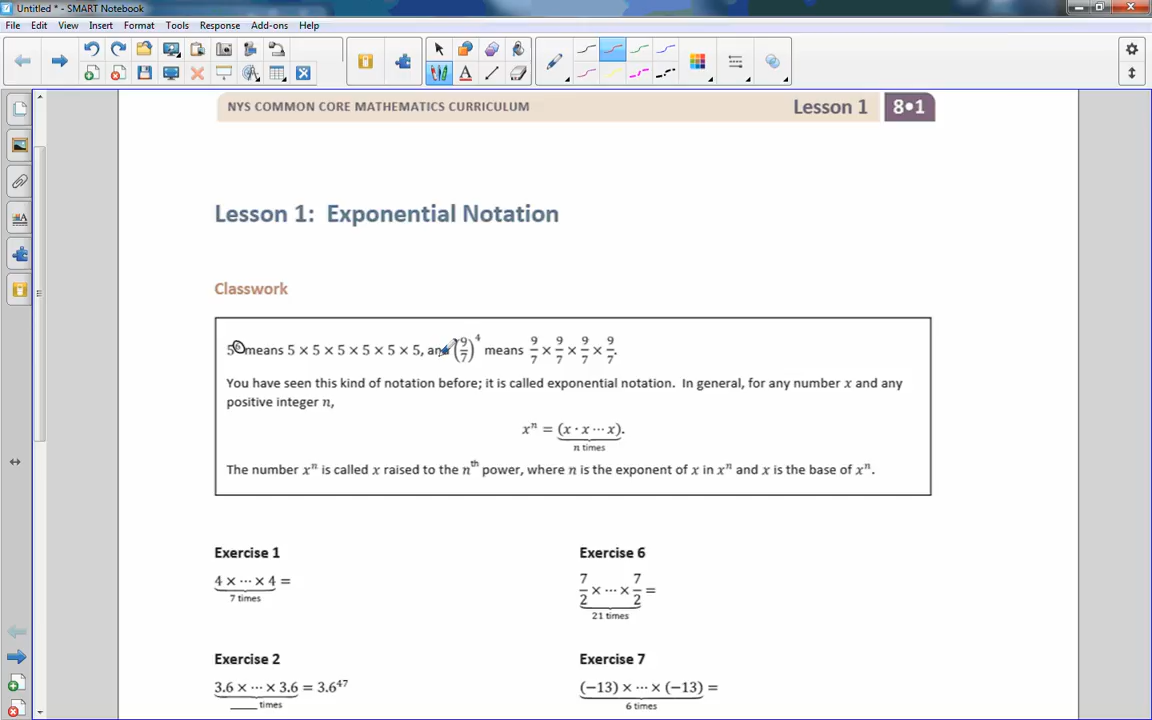 Untitled * - SMART Notebook
File Edit View Insert Format Tools Response Add-ons Help
NYS COMMON CORE MATHEMATICS CURRICULUM Lesson 1 8•1
Lesson 1: Exponential Notation
Classwork
5 means 5 × 5 × 5 × 5 × 5 × 5, and (9/7)⁴ means 9/7 × 9/7 × 9/7 × 9/7.
You have seen this kind of notation before; it is called exponential notation. In general, for any number x and any
positive integer n,
xⁿ = (x · x ⋯ x).
n times
The number xⁿ is called x raised to the nᵗʰ power, where n is the exponent of x in xⁿ and x is the base of xⁿ.
Exercise 1
4 × ⋯ × 4 =
7 times
Exercise 6
7/2 × ⋯ × 7/2 =
21 times
Exercise 2
3.6 × ⋯ × 3.6 = 3.6⁴⁷
____ times
Exercise 7
(−13) × ⋯ × (−13) =
6 times